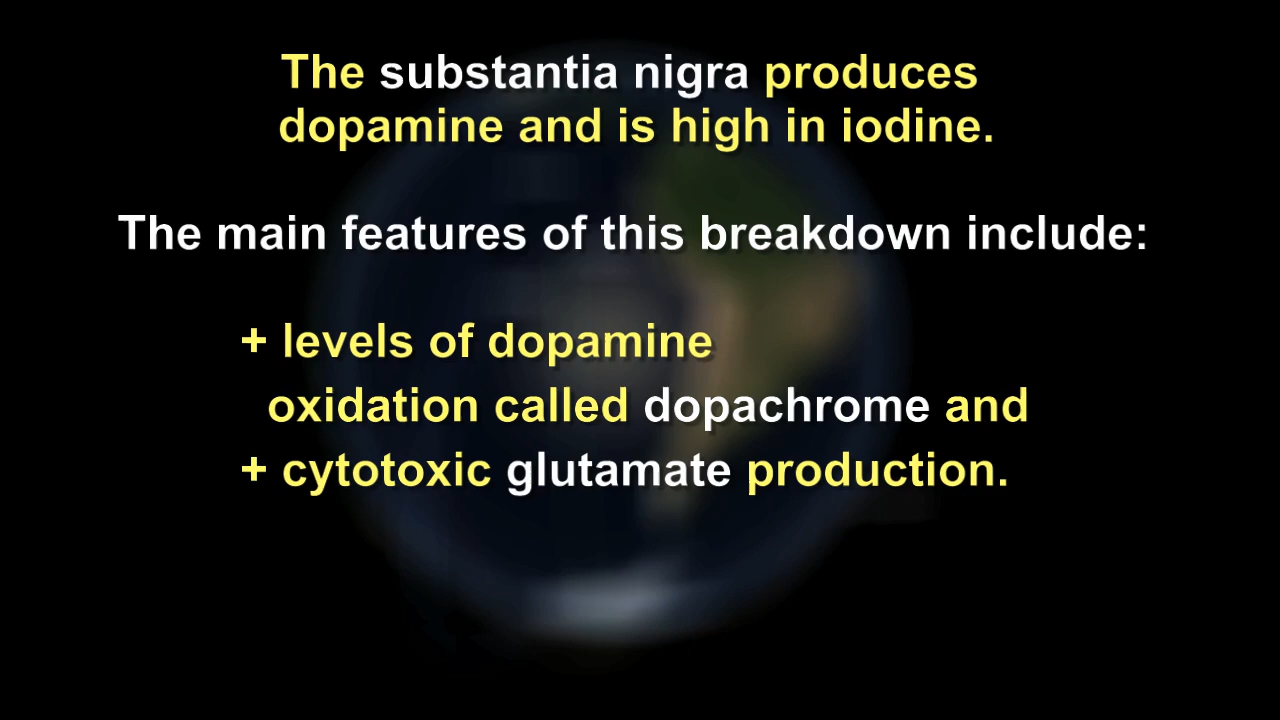 The substantia nigra produces
dopamine and is high in iodine.
The main features of this breakdown include:
+ levels of dopamine
oxidation called dopachrome and
+ cytotoxic glutamate production.